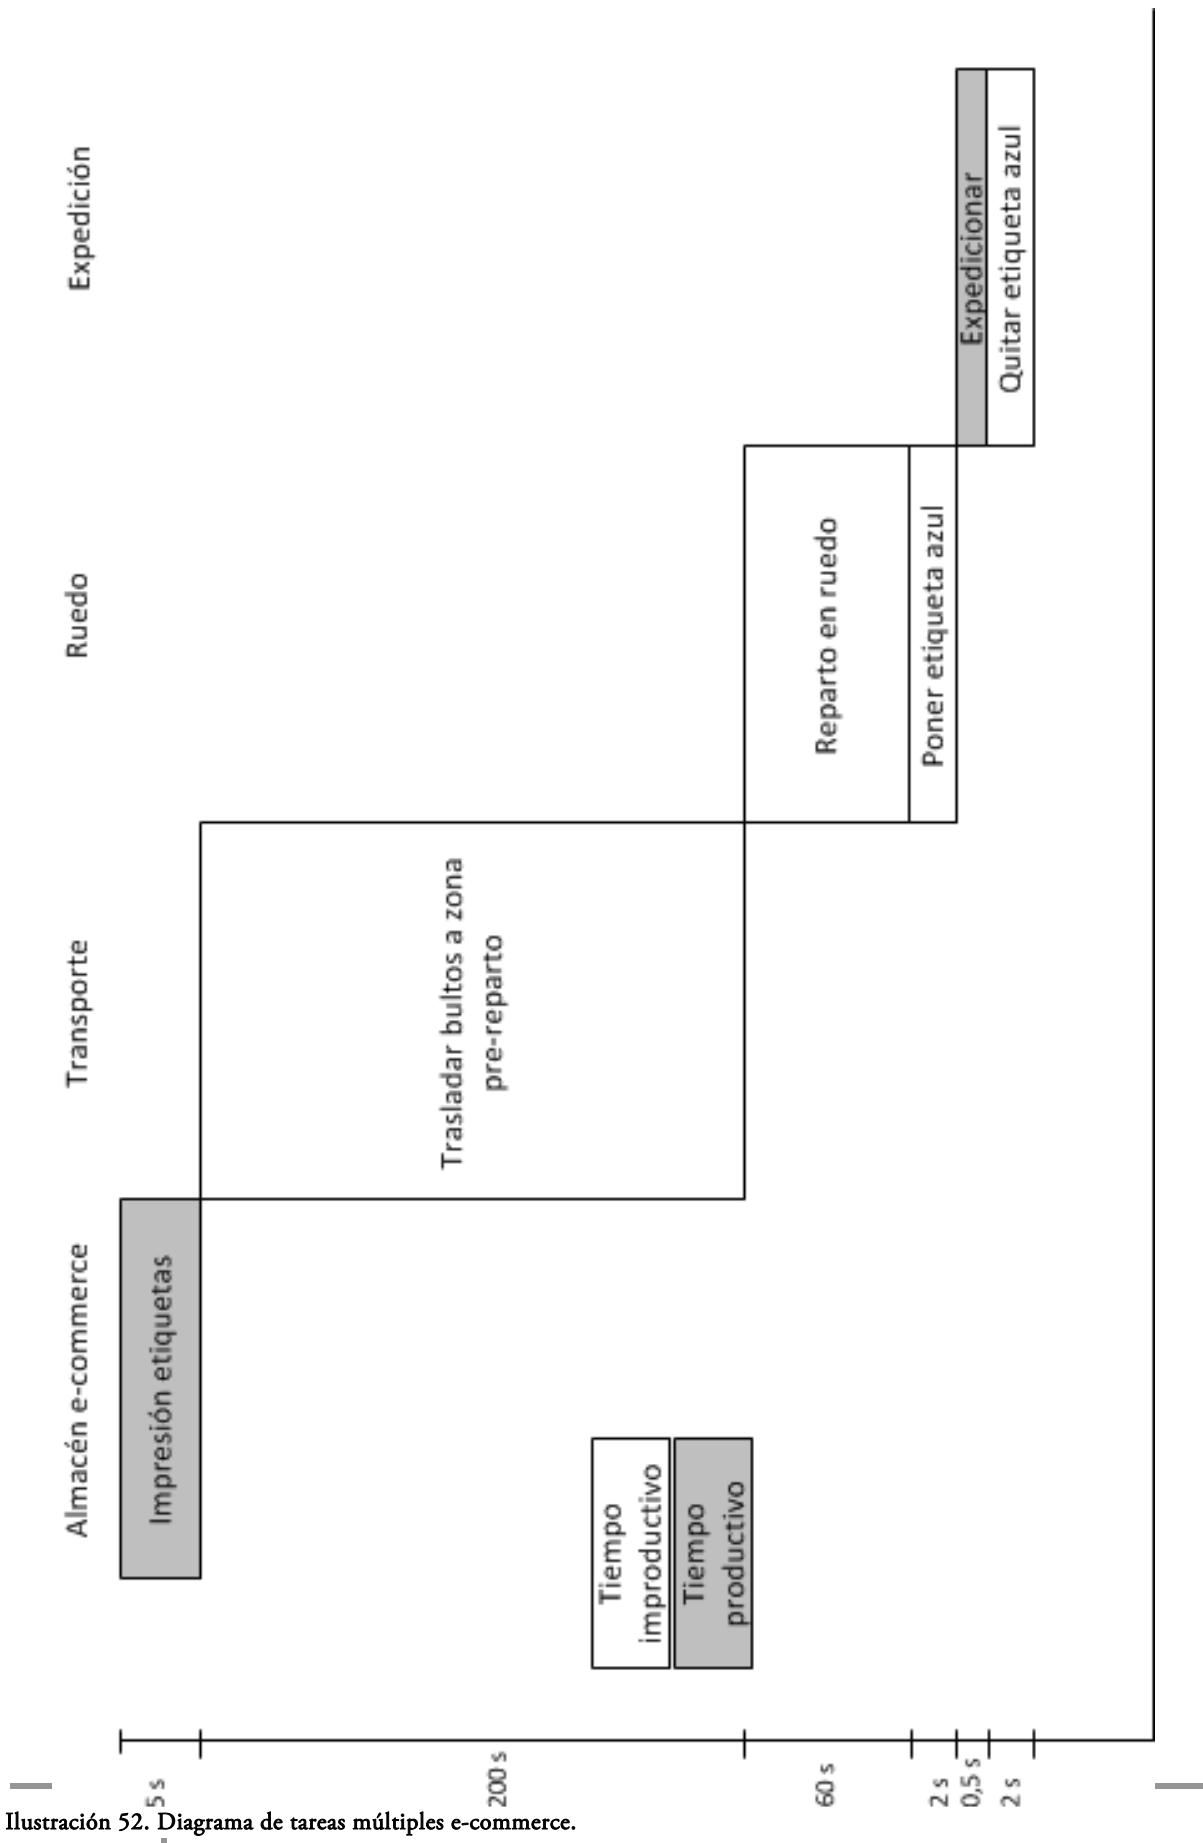 Almacén e-commerce
Transporte
Ruedo
Expedición
5 s
Impresión etiquetas
200 s
Trasladar bultos a zona
pre-reparto
Tiempo
improductivo
Tiempo
productivo
60 s
Reparto en ruedo
2 s
Poner etiqueta azul
0,5 s
Expedicionar
2 s
Quitar etiqueta azul
Ilustración 52. Diagrama de tareas múltiples e-commerce.